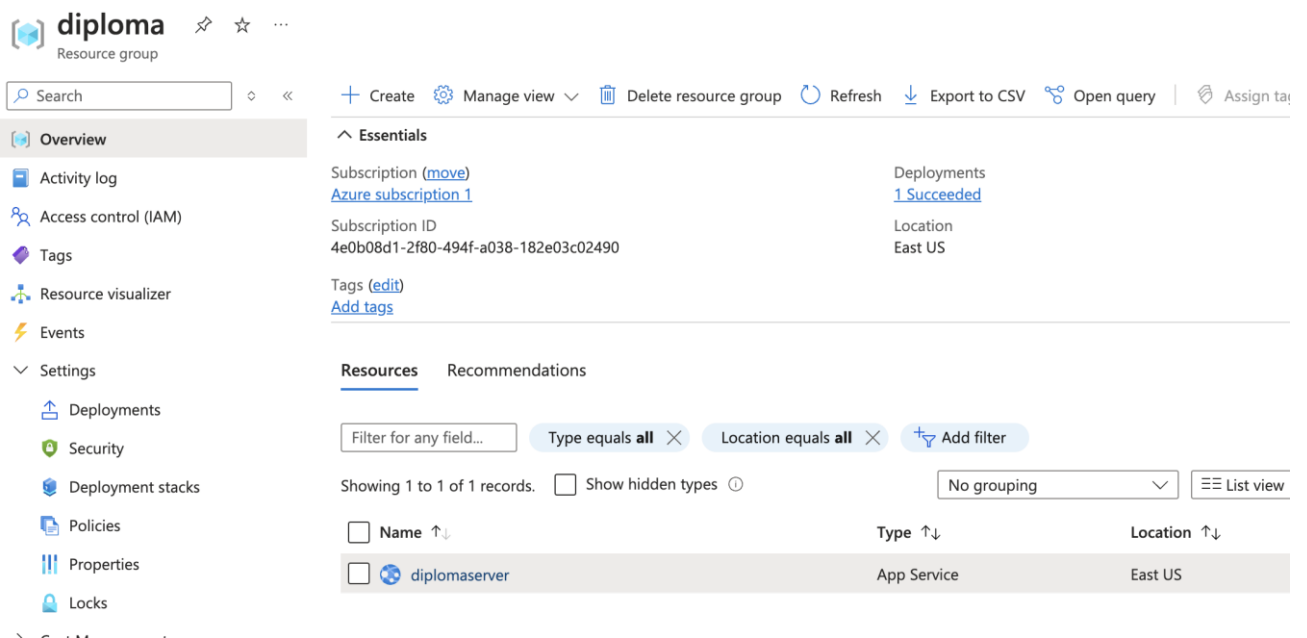 diploma
Resource group
Search
Overview
Activity log
Access control (IAM)
Tags
Resource visualizer
Events
Settings
Deployments
Security
Deployment stacks
Policies
Properties
Locks
Create Manage view Delete resource group Refresh Export to CSV Open query Assign tag
Essentials
Subscription (move)
Azure subscription 1
Subscription ID
4e0b08d1-2f80-494f-a038-182e03c02490
Tags (edit)
Add tags
Deployments
1 Succeeded
Location
East US
Resources Recommendations
Filter for any field... Type equals all Location equals all Add filter
Showing 1 to 1 of 1 records. Show hidden types No grouping List view
Name Type Location
diplomaserver App Service East US